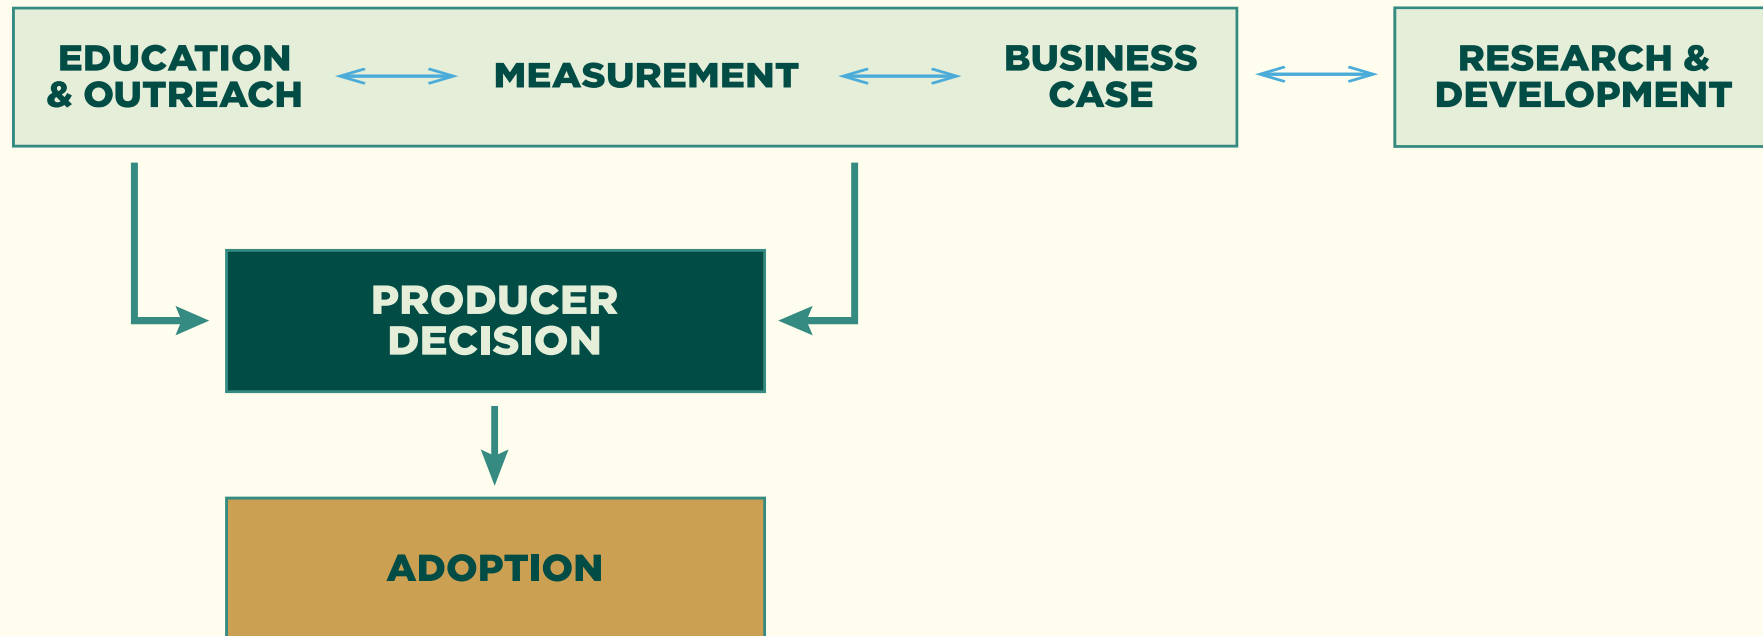 EDUCATION
& OUTREACH
MEASUREMENT
BUSINESS
CASE
RESEARCH &
DEVELOPMENT
PRODUCER
DECISION
ADOPTION